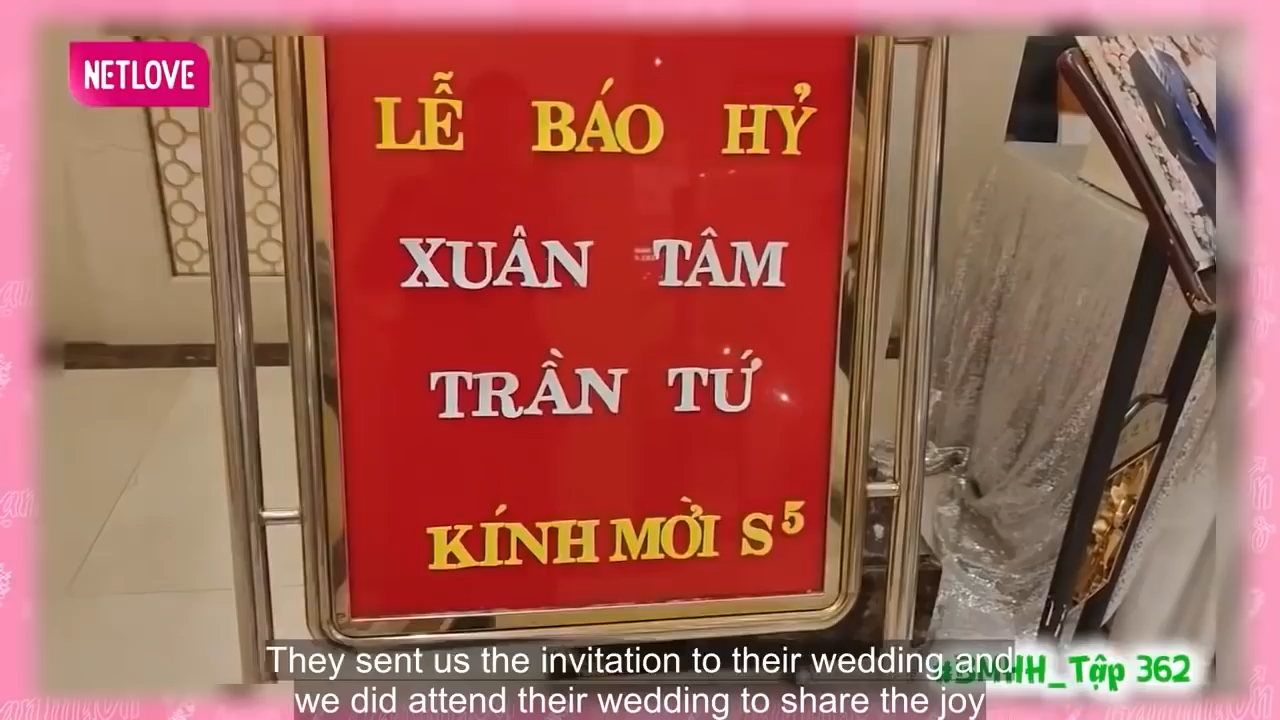 NETLOVE
LỄ BÁO HỶ
XUÂN TÂM
TRẦN TỨ
KÍNH MỜI S⁵
They sent us the invitation to their wedding and
we did attend their wedding to share the joy
#BMHH_Tập 362